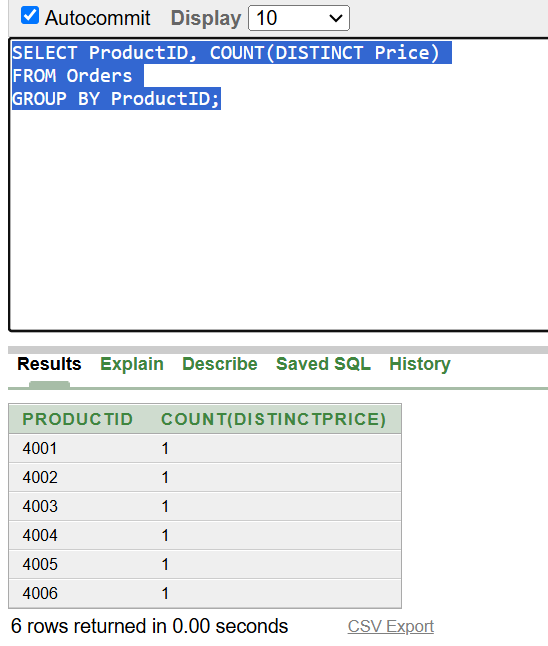 Autocommit Display 10
SELECT ProductID, COUNT(DISTINCT Price)
FROM Orders
GROUP BY ProductID;
Results Explain Describe Saved SQL History
PRODUCTID COUNT(DISTINCTPRICE)
4001 1
4002 1
4003 1
4004 1
4005 1
4006 1
6 rows returned in 0.00 seconds CSV Export